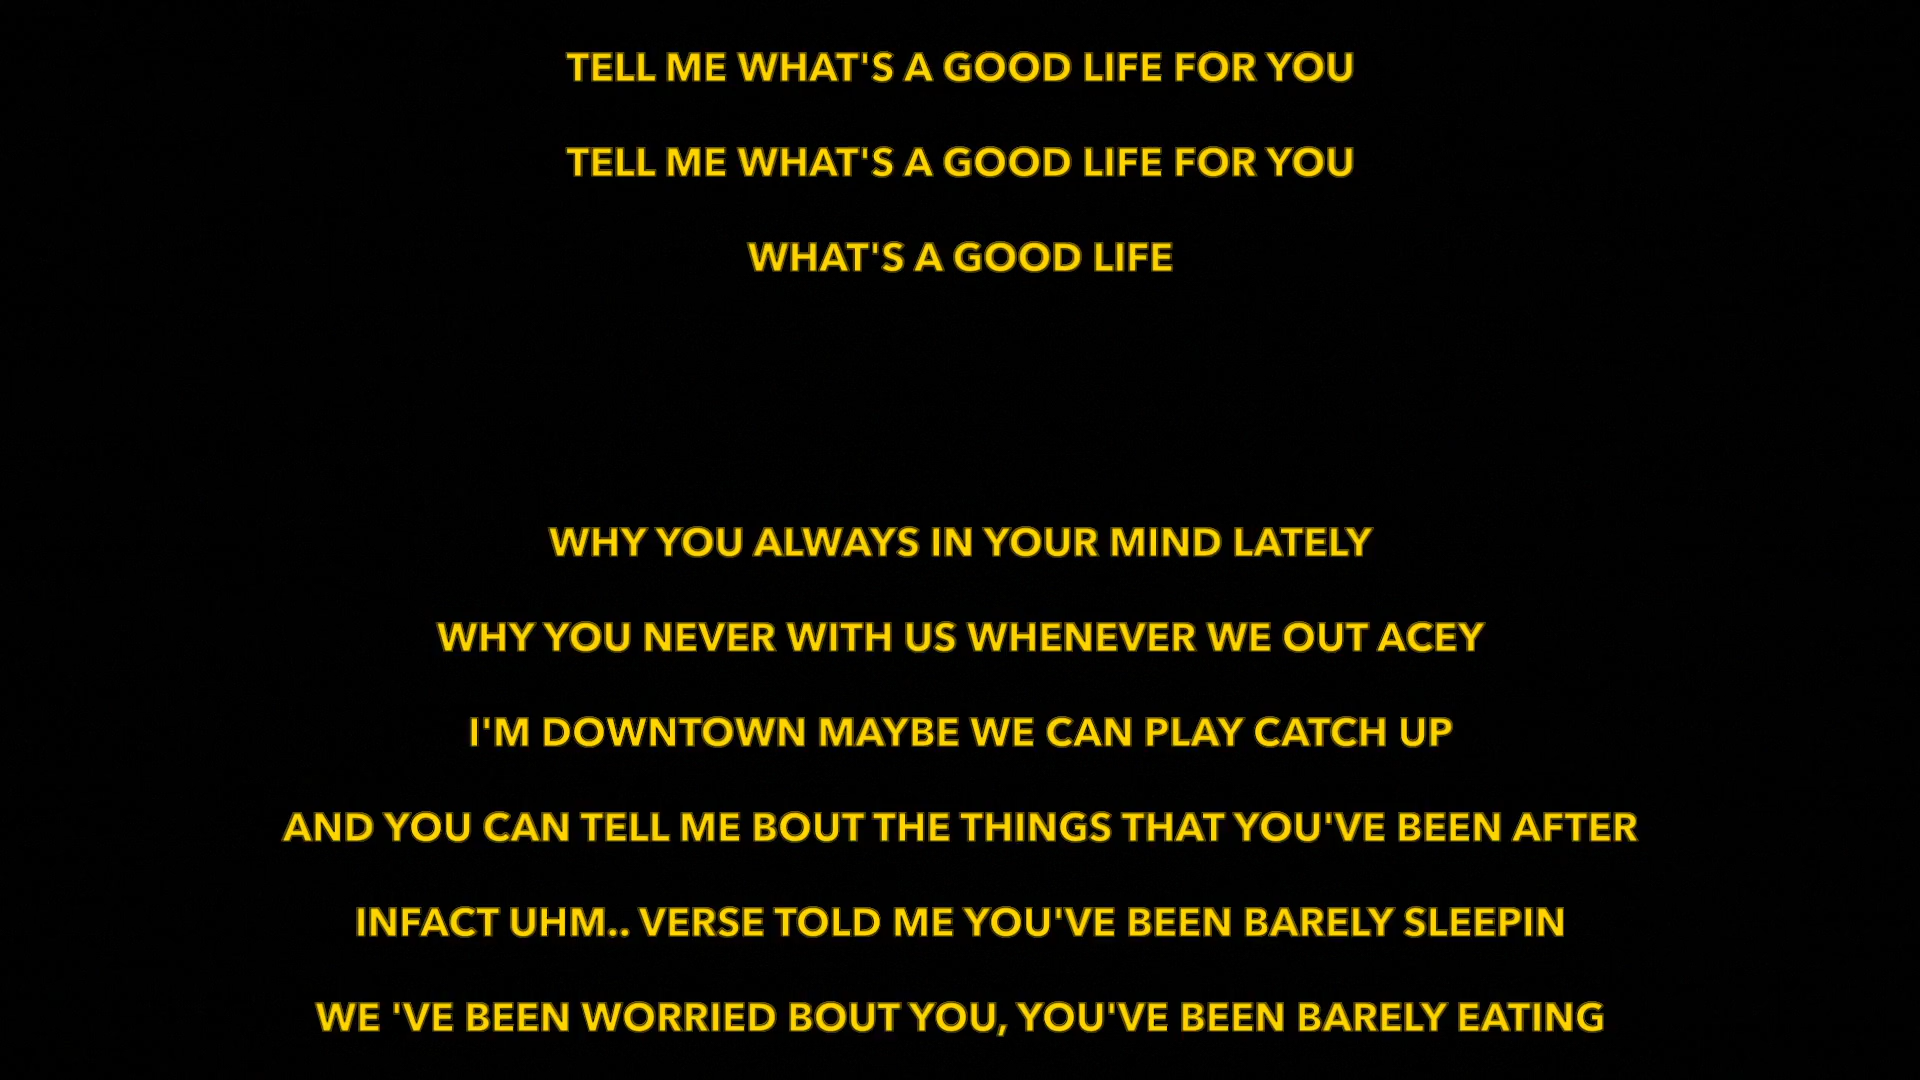 TELL ME WHAT'S A GOOD LIFE FOR YOU
TELL ME WHAT'S A GOOD LIFE FOR YOU
WHAT'S A GOOD LIFE
WHY YOU ALWAYS IN YOUR MIND LATELY
WHY YOU NEVER WITH US WHENEVER WE OUT ACEY
I'M DOWNTOWN MAYBE WE CAN PLAY CATCH UP
AND YOU CAN TELL ME BOUT THE THINGS THAT YOU'VE BEEN AFTER
INFACT UHM.. VERSE TOLD ME YOU'VE BEEN BARELY SLEEPIN
WE 'VE BEEN WORRIED BOUT YOU, YOU'VE BEEN BARELY EATING